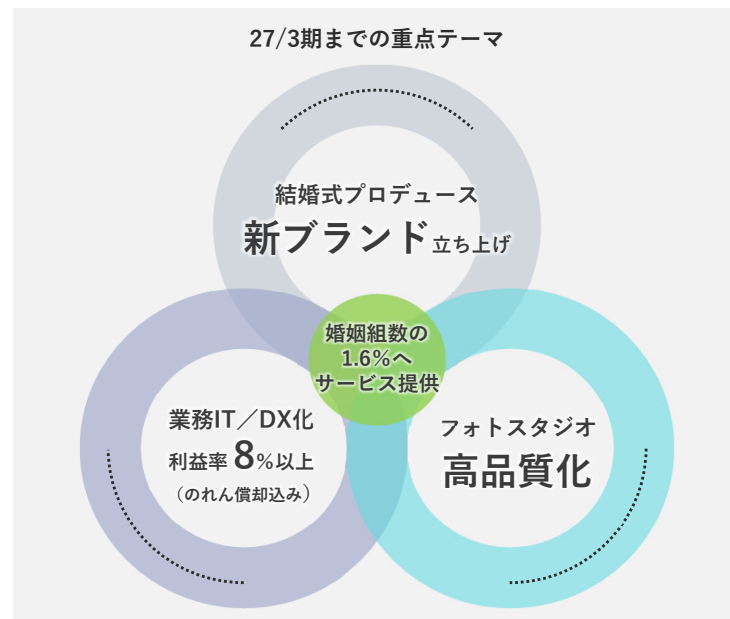 27/3期までの重点テーマ
結婚式プロデュース
新ブランド立ち上げ
婚姻組数の
1.6%へ
サービス提供
業務IT／DX化
利益率 8%以上
（のれん償却込み）
フォトスタジオ
高品質化